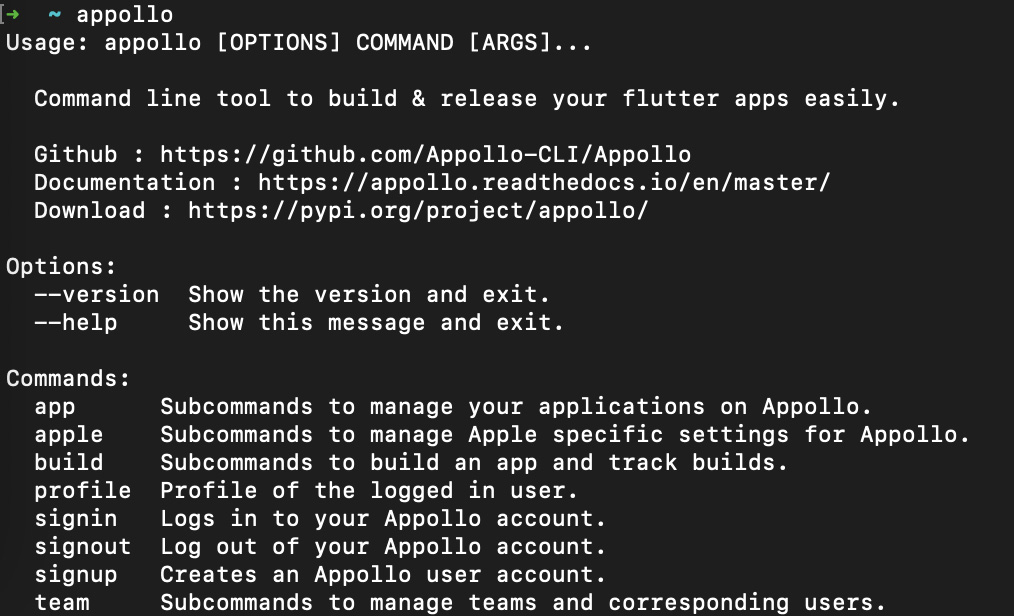 [➜  ~ appollo
Usage: appollo [OPTIONS] COMMAND [ARGS]...

  Command line tool to build & release your flutter apps easily.

  Github : https://github.com/Appollo-CLI/Appollo
  Documentation : https://appollo.readthedocs.io/en/master/
  Download : https://pypi.org/project/appollo/

Options:
  --version  Show the version and exit.
  --help     Show this message and exit.

Commands:
  app      Subcommands to manage your applications on Appollo.
  apple    Subcommands to manage Apple specific settings for Appollo.
  build    Subcommands to build an app and track builds.
  profile  Profile of the logged in user.
  signin   Logs in to your Appollo account.
  signout  Log out of your Appollo account.
  signup   Creates an Appollo user account.
  team     Subcommands to manage teams and corresponding users.